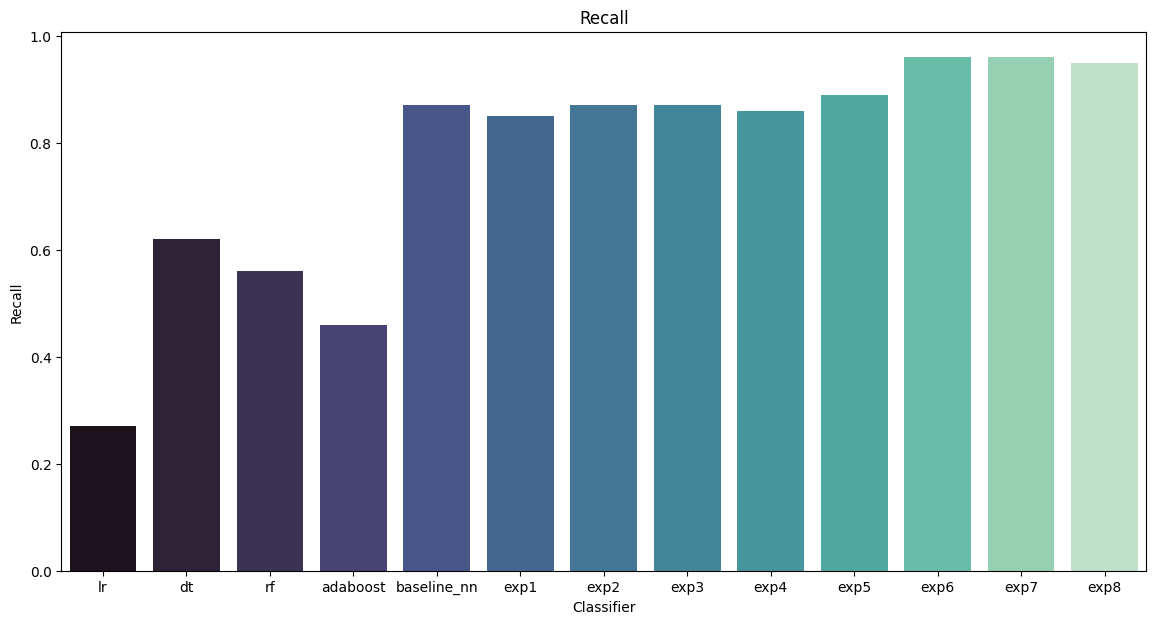 Recall
1.0
0.8
0.6
0.4
0.2
0.0
Recall
lr dt rf adaboost baseline_nn exp1 exp2 exp3 exp4 exp5 exp6 exp7 exp8
Classifier